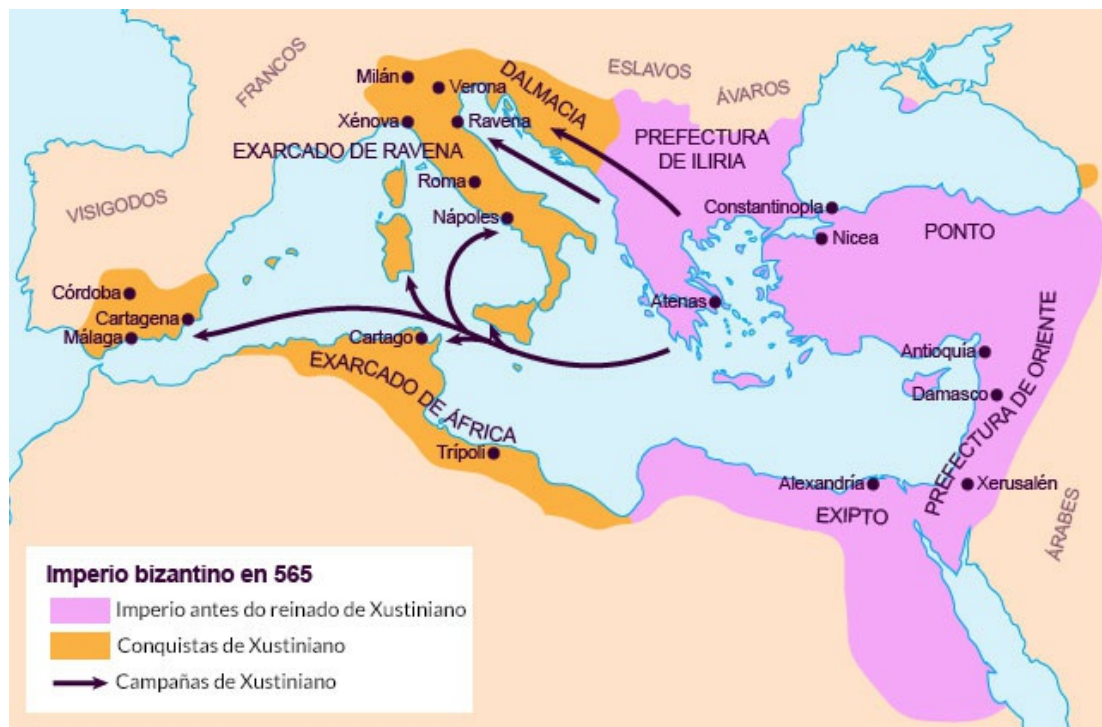 FRANCOS
ESLAVOS
ÁVAROS
Milán
Verona
DALMACIA
Xénova
Ravena
PREFECTURA
DE ILIRIA
EXARCADO DE RAVENA
Roma
VISIGODOS
Nápoles
Constantinopla
Nicea
PONTO
Córdoba
Cartagena
Málaga
Atenas
Cartago
Antioquía
EXARCADO DE ÁFRICA
Damasco
PREFECTURA DE ORIENTE
Trípoli
Alexandría
Xerusalén
EXIPTO
ÁRABES
Imperio bizantino en 565
Imperio antes do reinado de Xustiniano
Conquistas de Xustiniano
Campañas de Xustiniano